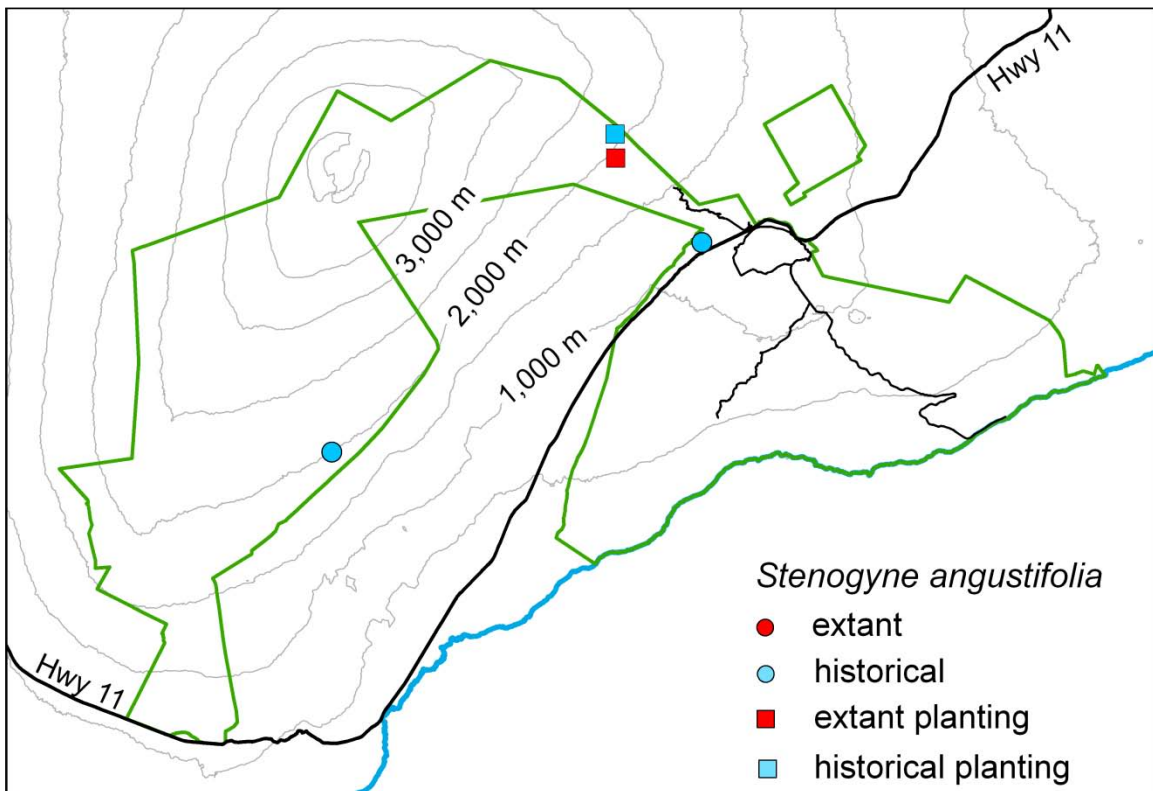 Hwy 11
3,000 m
2,000 m
1,000 m
Hwy 11
Stenogyne angustifolia
extant
historical
extant planting
historical planting